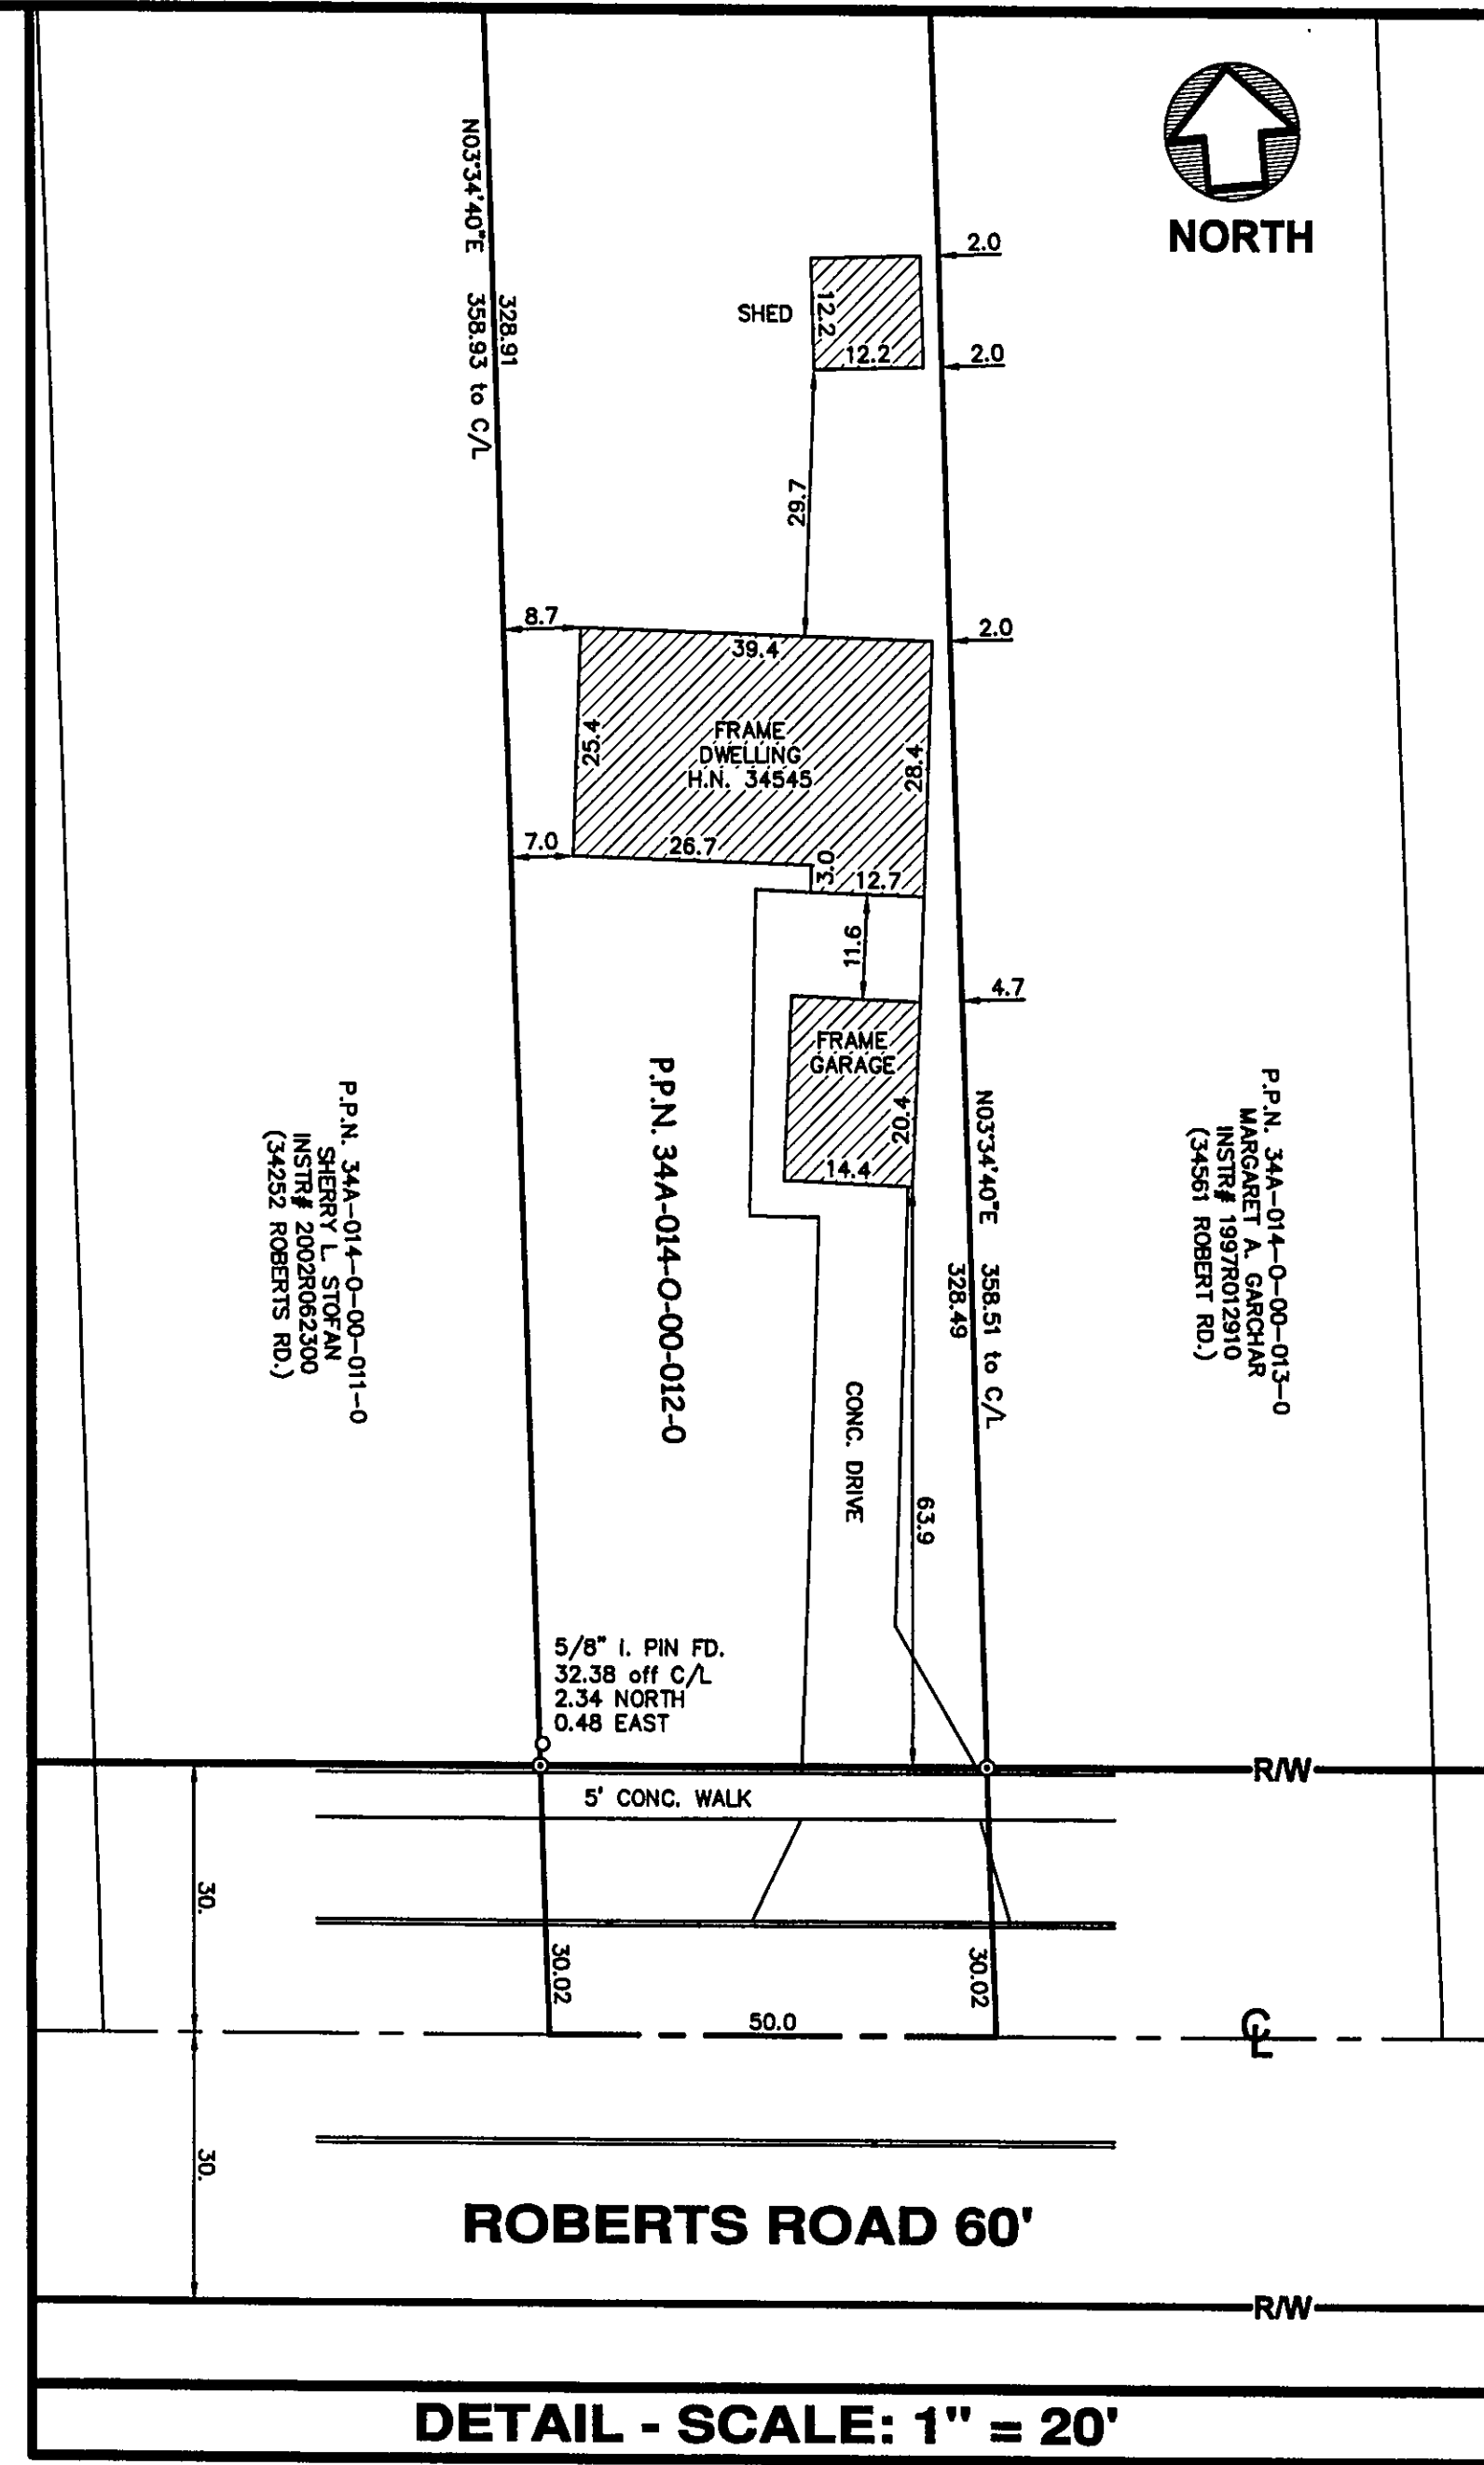 NORTH
N03°34'40"E 358.93 to C/L
328.91
2.0
SHED
12.2
12.2
2.0
29.7
8.7
39.4
2.0
25.4
FRAME
DWELLING
H.N. 34545
28.4
7.0
26.7
3.0
12.7
11.6
4.7
FRAME
GARAGE
20.4
14.4
N03°34'40"E 358.51 to C/L
328.49
P.P.N. 34A-014-0-00-011-0
SHERRY L. STOFAN
INSTR# 2002R062300
(34252 ROBERTS RD.)
P.P.N. 34A-014-O-00-012-0
P.P.N. 34A-014-0-00-013-0
MARGARET A. GARCHAR
INSTR# 1997R012910
(34561 ROBERT RD.)
CONC. DRIVE
63.9
5/8" I. PIN FD.
32.38 off C/L
2.34 NORTH
0.48 EAST
R/W
5' CONC. WALK
30.
30.02
30.02
50.0
CL
30.
ROBERTS ROAD 60'
R/W
DETAIL - SCALE: 1" = 20'